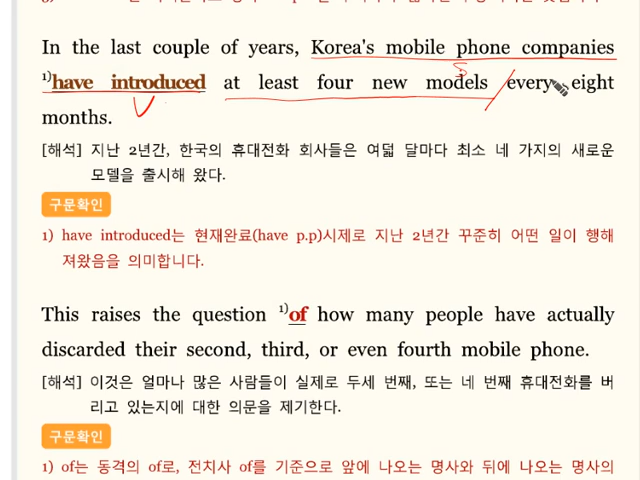 In the last couple of years, Korea's mobile phone companies
1)have introduced at least four new models every eight
months.
[해석] 지난 2년간, 한국의 휴대전화 회사들은 여덟 달마다 최소 네 가지의 새로운
모델을 출시해 왔다.
구문확인
1) have introduced는 현재완료(have p.p)시제로 지난 2년간 꾸준히 어떤 일이 행해
져왔음을 의미합니다.
This raises the question 1)of how many people have actually
discarded their second, third, or even fourth mobile phone.
[해석] 이것은 얼마나 많은 사람들이 실제로 두세 번째, 또는 네 번째 휴대전화를 버
리고 있는지에 대한 의문을 제기한다.
구문확인
1) of는 동격의 of로, 전치사 of를 기준으로 앞에 나오는 명사와 뒤에 나오는 명사의